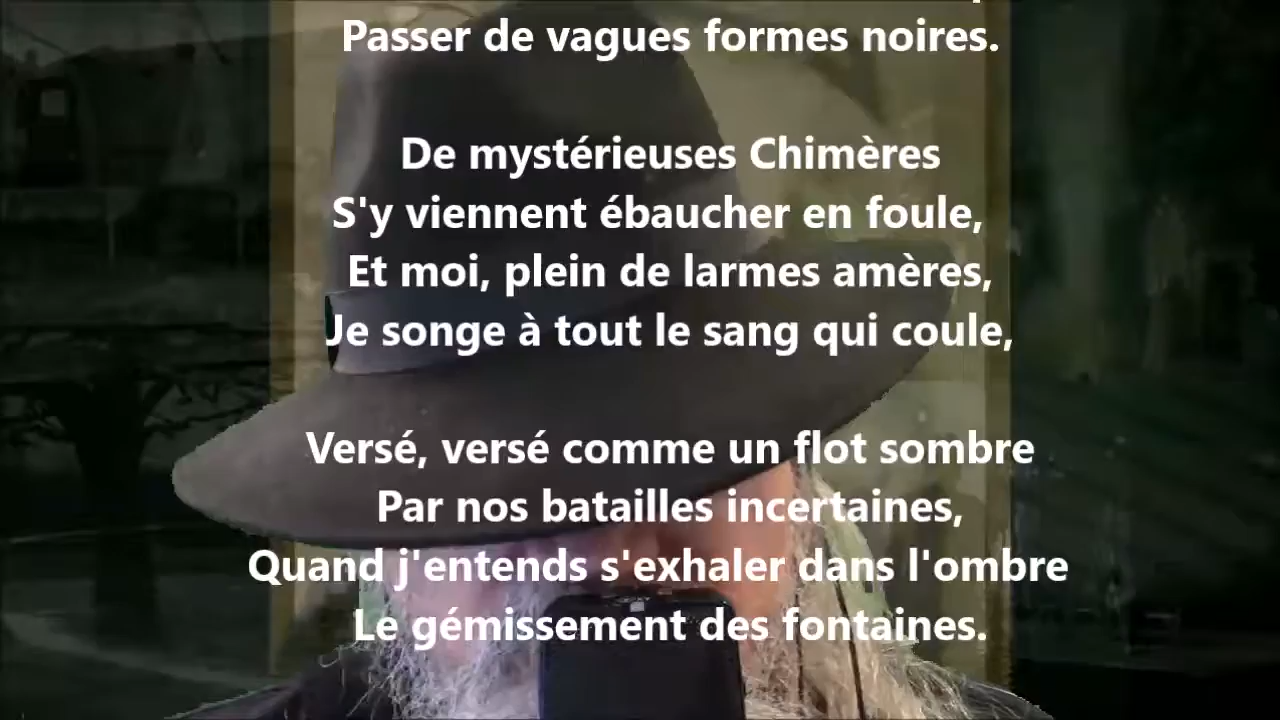 Passer de vagues formes noires.
De mystérieuses Chimères
S'y viennent ébaucher en foule,
Et moi, plein de larmes amères,
Je songe à tout le sang qui coule,
Versé, versé comme un flot sombre
Par nos batailles incertaines,
Quand j'entends s'exhaler dans l'ombre
Le gémissement des fontaines.